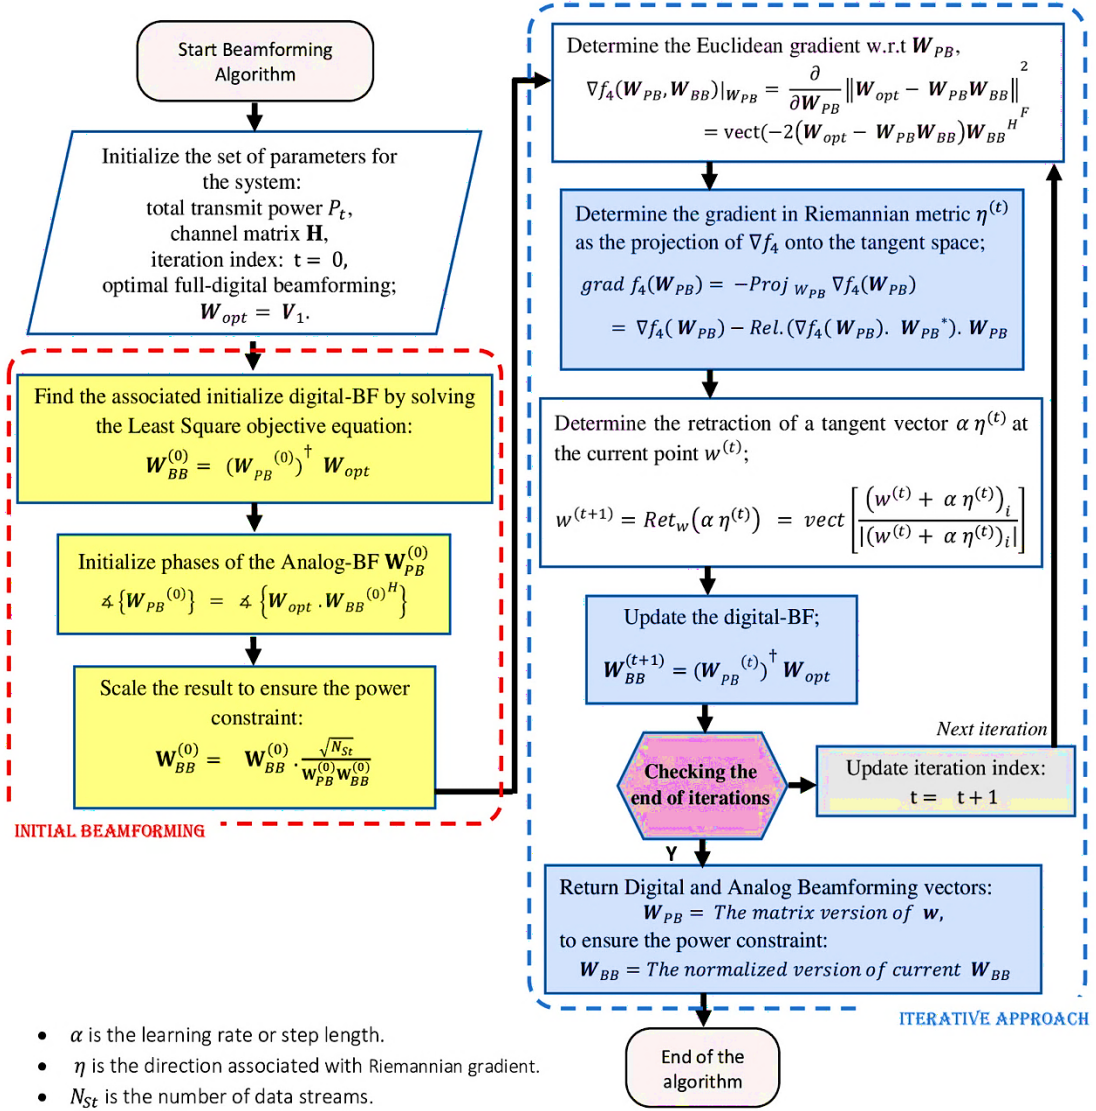 Start Beamforming
Algorithm
Initialize the set of parameters for
the system:
total transmit power P_t,
channel matrix H,
iteration index: t = 0,
optimal full-digital beamforming;
W_opt = V_1.
Find the associated initialize digital-BF by solving
the Least Square objective equation:
W_BB^(0) = (W_PB^(0))^† W_opt
Initialize phases of the Analog-BF W_PB^(0)
∡{W_PB^(0)} = ∡{W_opt .W_BB^(0)^H}
Scale the result to ensure the power
constraint:
W_BB^(0) = W_BB^(0) . √N_St / W_PB^(0) W_BB^(0)
INITIAL BEAMFORMING
Determine the Euclidean gradient w.r.t W_PB,
∇f_4(W_PB, W_BB)|_W_PB = ∂/∂W_PB ‖W_opt − W_PB W_BB‖^2_F
= vect(−2(W_opt − W_PB W_BB)W_BB^H
Determine the gradient in Riemannian metric η^(t)
as the projection of ∇f_4 onto the tangent space;
grad f_4(W_PB) = −Proj_W_PB ∇f_4(W_PB)
= ∇f_4( W_PB) − Rel.(∇f_4( W_PB). W_PB^*). W_PB
Determine the retraction of a tangent vector α η^(t) at
the current point w^(t);
w^(t+1) = Ret_w(α η^(t)) = vect [ (w^(t) + α η^(t))_i / |(w^(t) + α η^(t))_i| ]
Update the digital-BF;
W_BB^(t+1) = (W_PB^(t))^† W_opt
Checking the
end of iterations
Next iteration
Update iteration index:
t = t + 1
Y
Return Digital and Analog Beamforming vectors:
W_PB = The matrix version of w,
to ensure the power constraint:
W_BB = The normalized version of current W_BB
ITERATIVE APPROACH
End of the
algorithm
• α is the learning rate or step length.
• η is the direction associated with Riemannian gradient.
• N_St is the number of data streams.